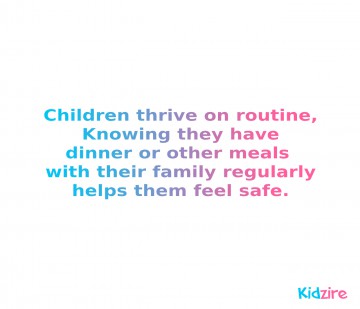 Children thrive on routine,
Knowing they have
dinner or other meals
with their family regularly
helps them feel safe.
Kidzire